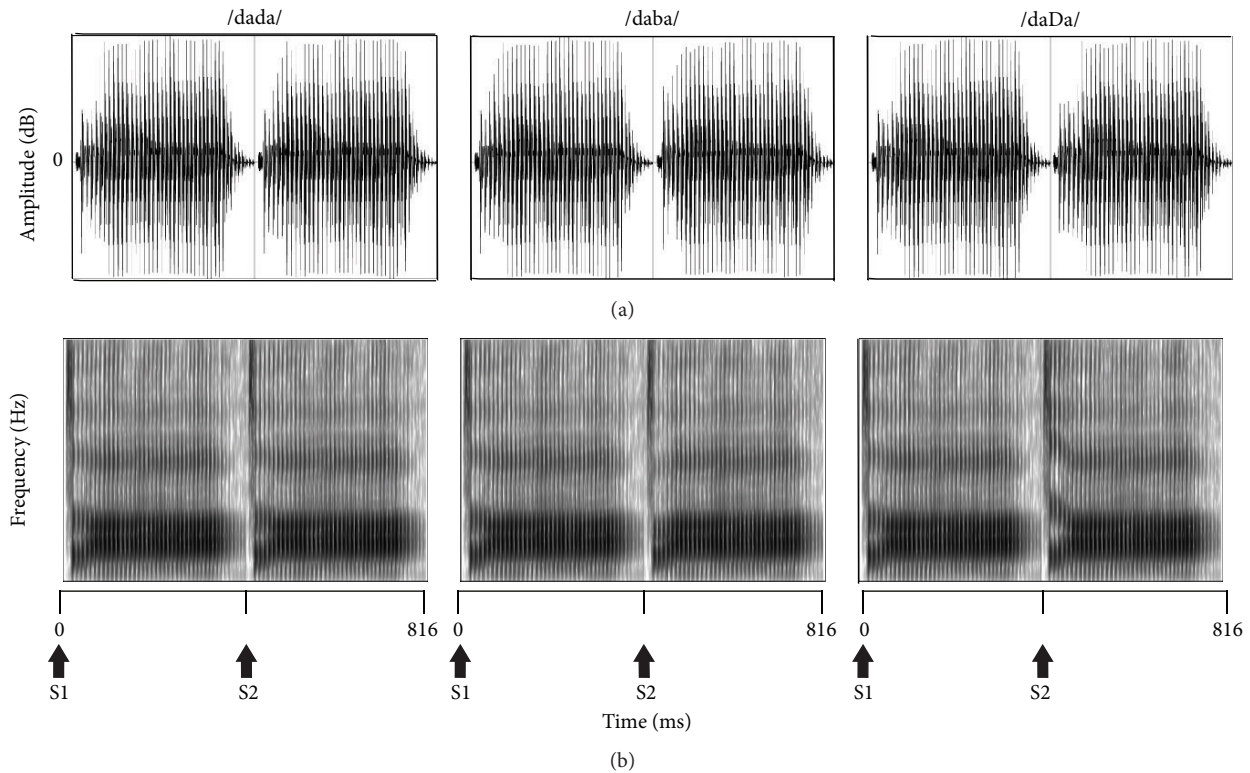 /dada/ /daba/ /daDa/
Amplitude (dB)
0
(a)
Frequency (Hz)
0 816 0 816 0 816
S1 S2 S1 S2 S1 S2
Time (ms)
(b)